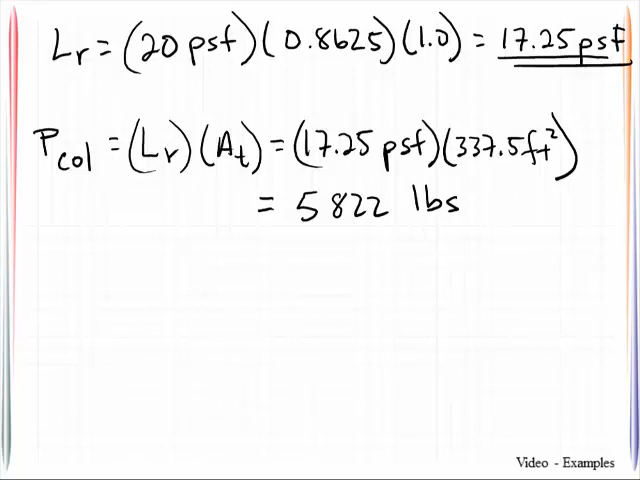 Lr = (20 psf)(0.8625)(1.0) = 17.25 psf
Pcol = (Lr)(At) = (17.25 psf)(337.5 ft²)
= 5822 lbs
Video - Examples